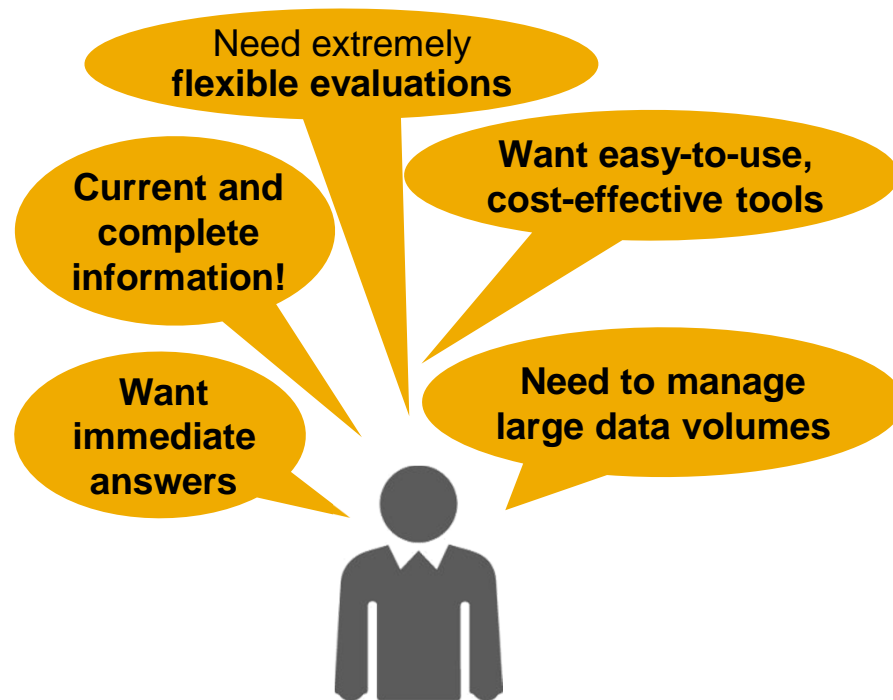 Need extremely
flexible evaluations
Want easy-to-use,
cost-effective tools
Current and
complete
information!
Need to manage
large data volumes
Want
immediate
answers